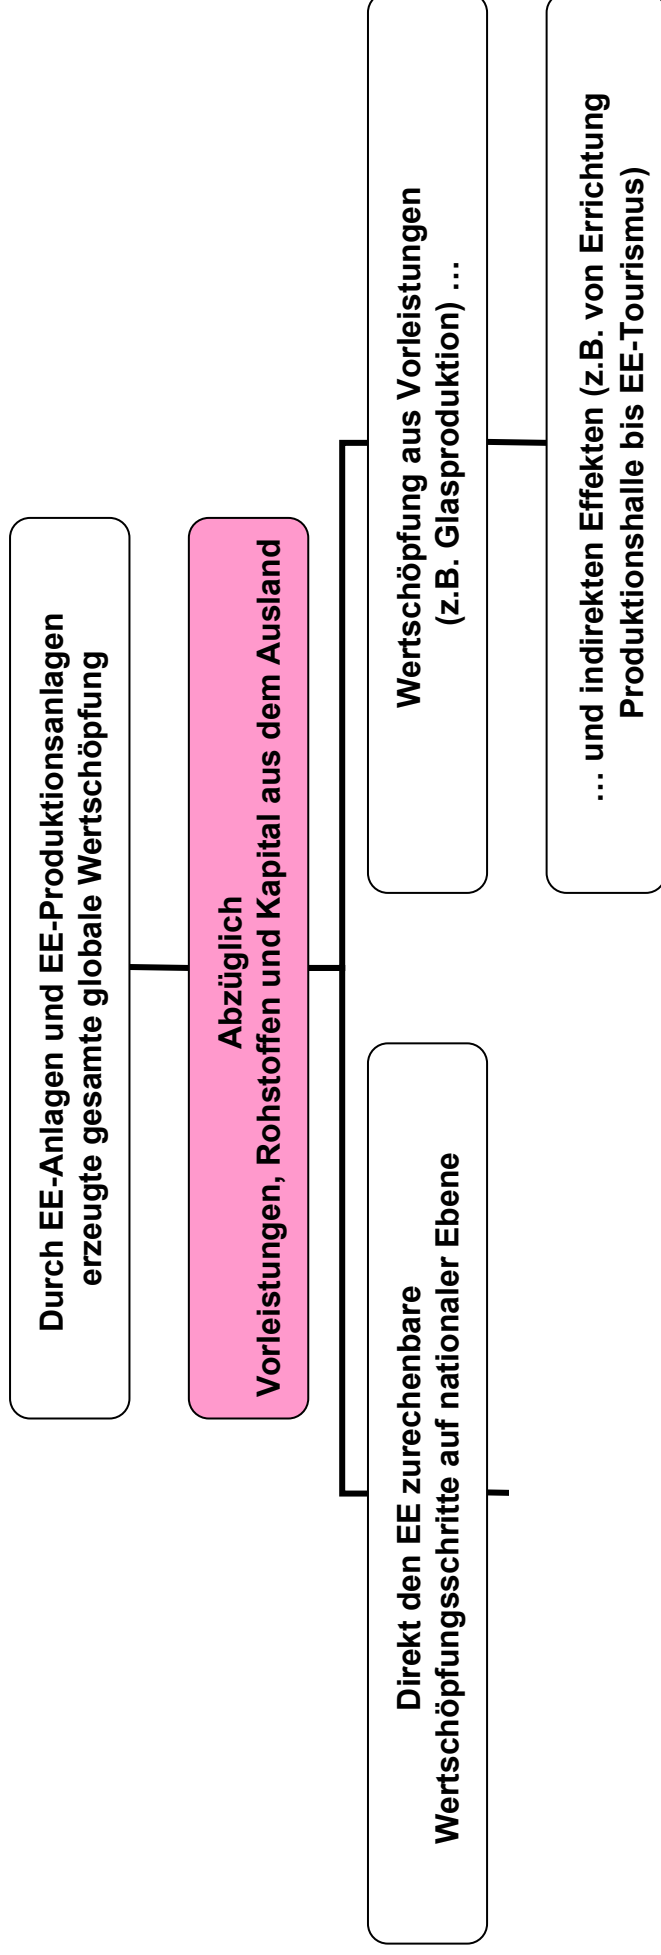 Durch EE-Anlagen und EE-Produktionsanlagen
erzeugte gesamte globale Wertschöpfung
Abzüglich
Vorleistungen, Rohstoffen und Kapital aus dem Ausland
Direkt den EE zurechenbare
Wertschöpfungsschritte auf nationaler Ebene
Wertschöpfung aus Vorleistungen
(z.B. Glasproduktion) …
… und indirekten Effekten (z.B. von Errichtung
Produktionshalle bis EE-Tourismus)